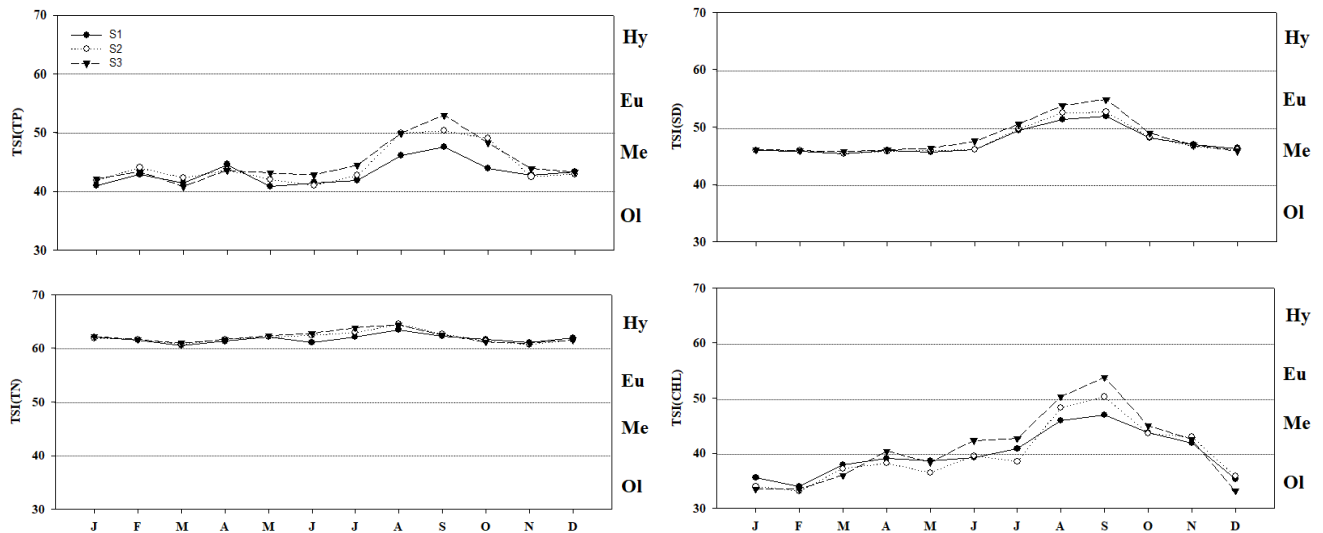 70
60
50
40
30
TSI(TP)
S1
S2
S3
Hy
Eu
Me
Ol
70
60
50
40
30
TSI(SD)
Hy
Eu
Me
Ol
70
60
50
40
30
TSI(TN)
Hy
Eu
Me
Ol
J F M A M J J A S O N D
70
60
50
40
30
TSI(CHL)
Hy
Eu
Me
Ol
J F M A M J J A S O N D